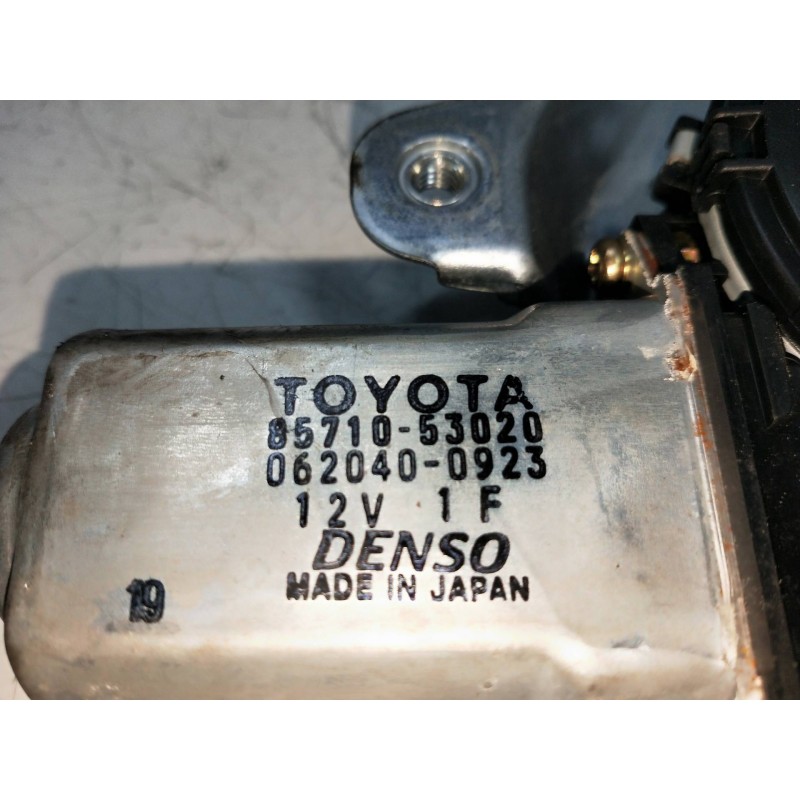 TOYOTA
85710-53020
062040-0923
12V 1F
DENSO
MADE IN JAPAN
19